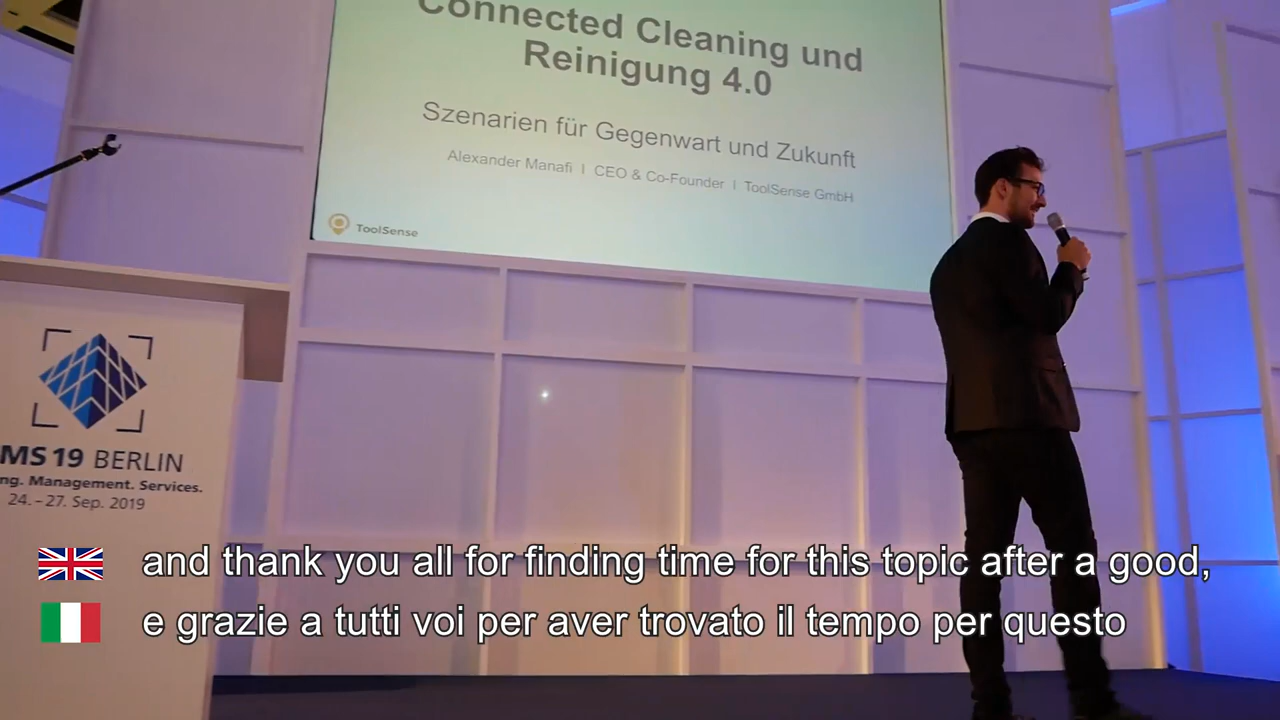 Connected Cleaning und
Reinigung 4.0
Szenarien für Gegenwart und Zukunft
Alexander Manafi | CEO & Co-Founder | ToolSense GmbH
ToolSense
MS 19 BERLIN
ng. Management. Services.
24. – 27. Sep. 2019
and thank you all for finding time for this topic after a good,
e grazie a tutti voi per aver trovato il tempo per questo